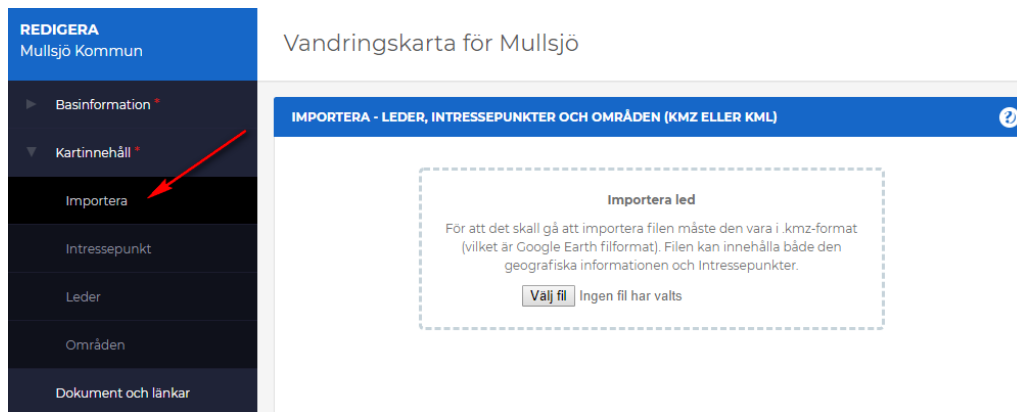 REDIGERA
Mullsjö Kommun
Basinformation *
Kartinnehåll *
Importera
Intressepunkt
Leder
Områden
Dokument och länkar
Vandringskarta för Mullsjö
IMPORTERA - LEDER, INTRESSEPUNKTER OCH OMRÅDEN (KMZ ELLER KML)
?
Importera led
För att det skall gå att importera filen måste den vara i .kmz-format
(vilket är Google Earth filformat). Filen kan innehålla både den
geografiska informationen och Intressepunkter.
Välj fil Ingen fil har valts